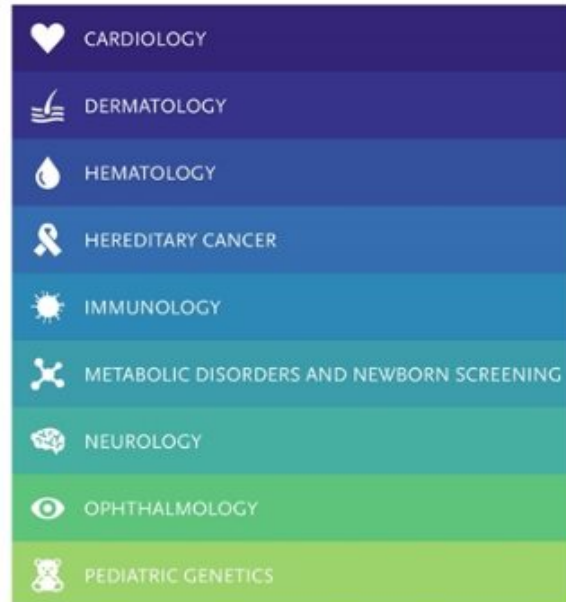 CARDIOLOGY
DERMATOLOGY
HEMATOLOGY
HEREDITARY CANCER
IMMUNOLOGY
METABOLIC DISORDERS AND NEWBORN SCREENING
NEUROLOGY
OPHTHALMOLOGY
PEDIATRIC GENETICS